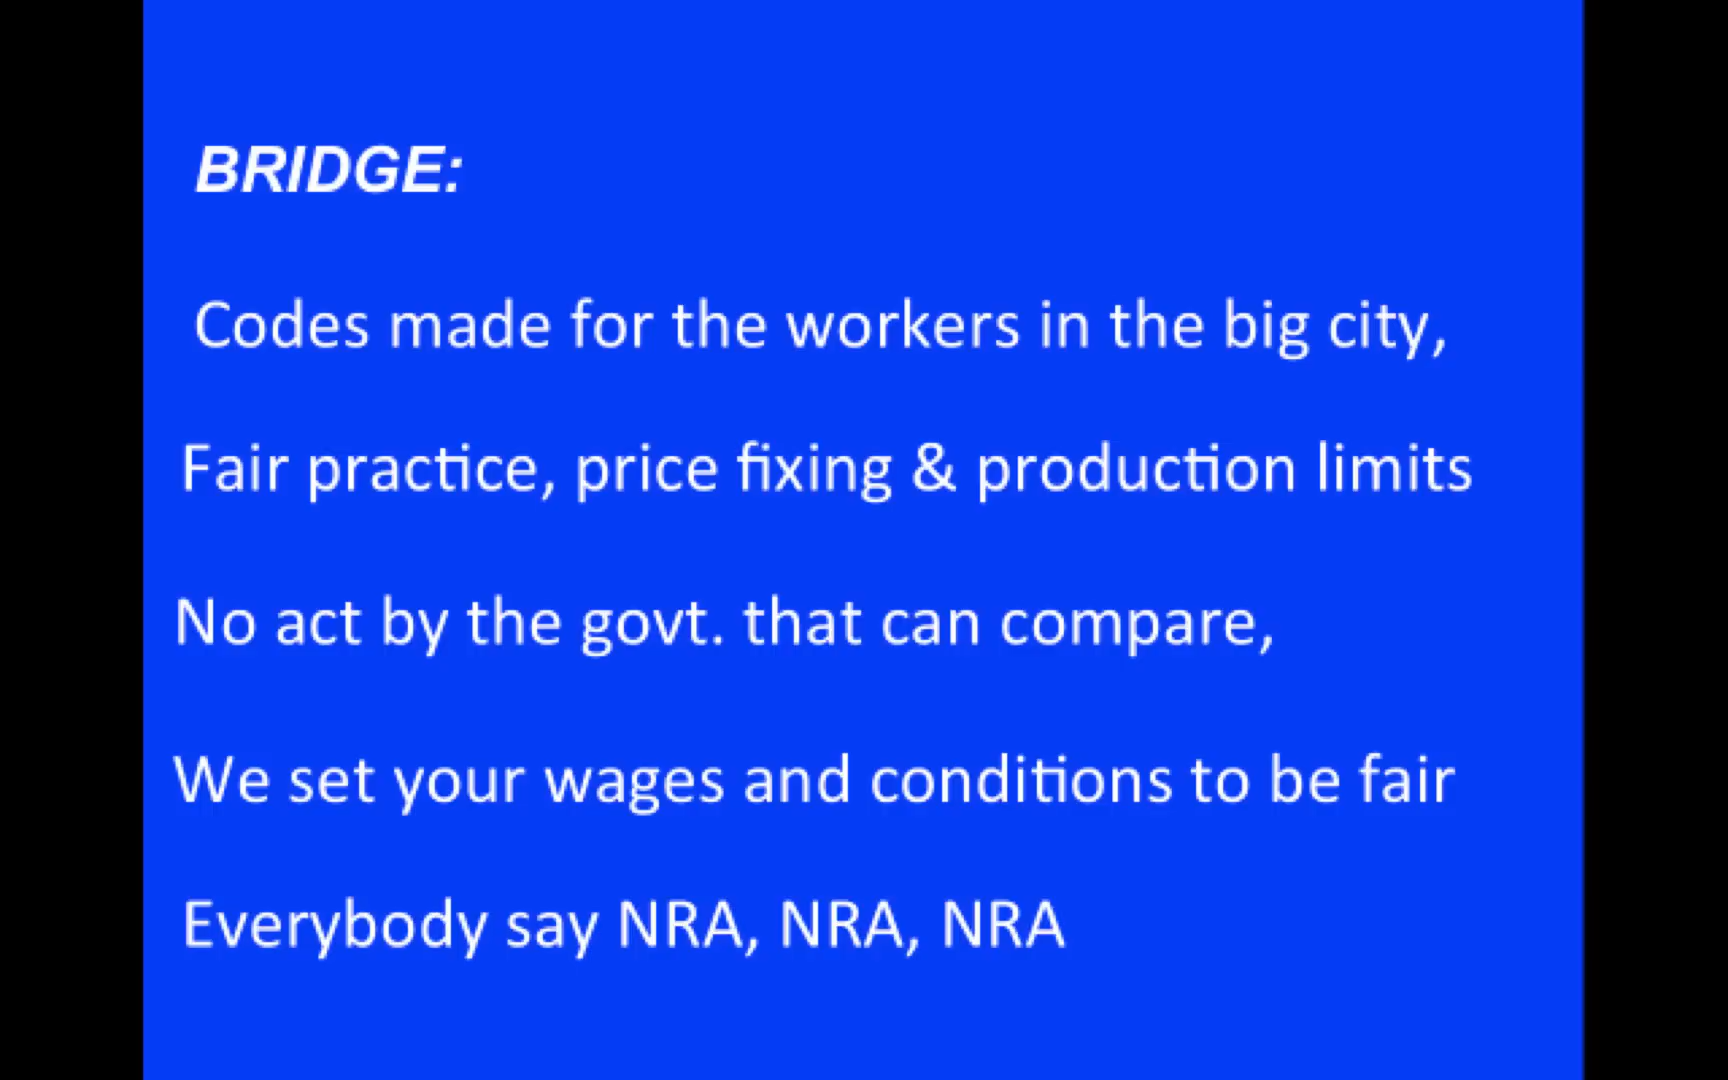 BRIDGE:
Codes made for the workers in the big city,
Fair practice, price fixing & production limits
No act by the govt. that can compare,
We set your wages and conditions to be fair
Everybody say NRA, NRA, NRA